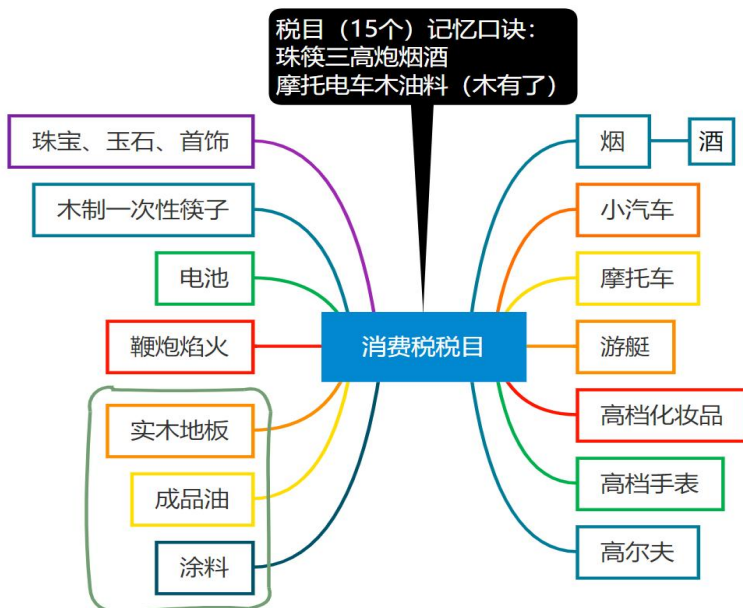 税目（15个）记忆口诀：
珠筷三高炮烟酒
摩托电车木油料（木有了）
珠宝、玉石、首饰
木制一次性筷子
电池
鞭炮焰火
实木地板
成品油
涂料
消费税税目
烟
酒
小汽车
摩托车
游艇
高档化妆品
高档手表
高尔夫